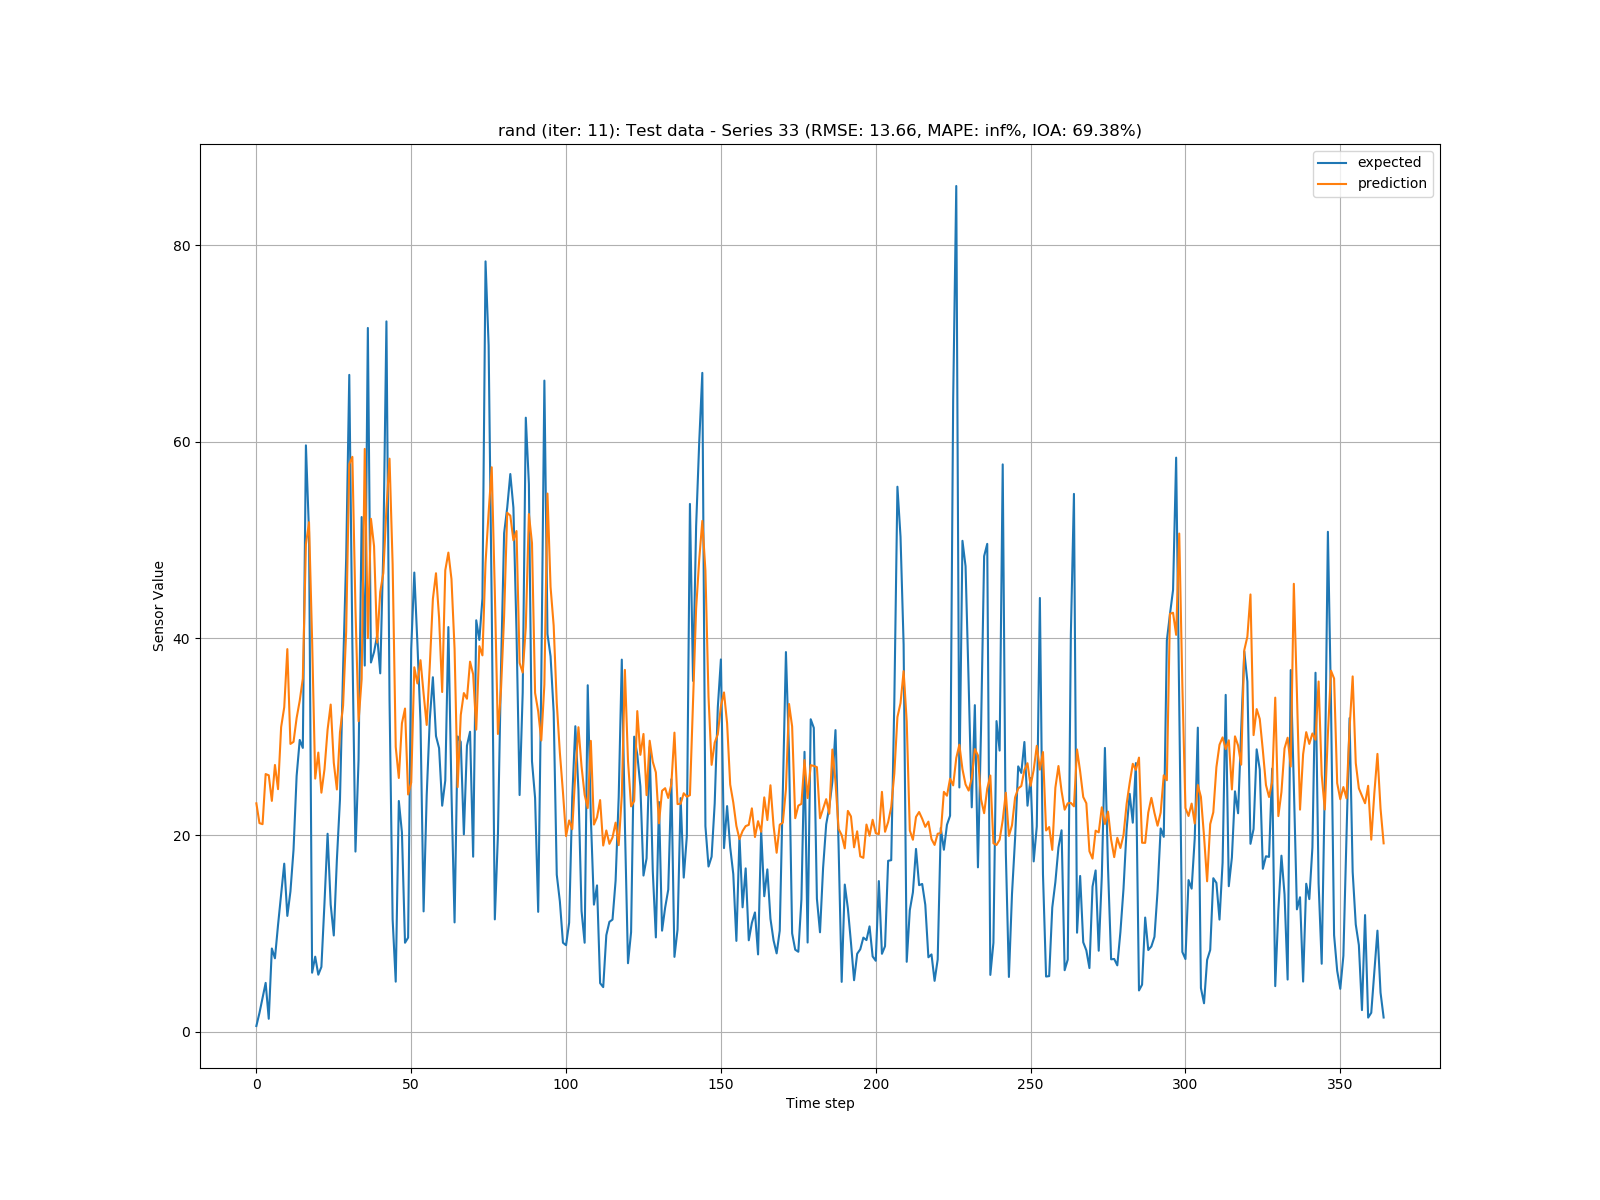 rand (iter: 11): Test data - Series 33 (RMSE: 13.66, MAPE: inf%, IOA: 69.38%)
expected
prediction
80
60
40
20
0
Sensor Value
0 50 100 150 200 250 300 350
Time step